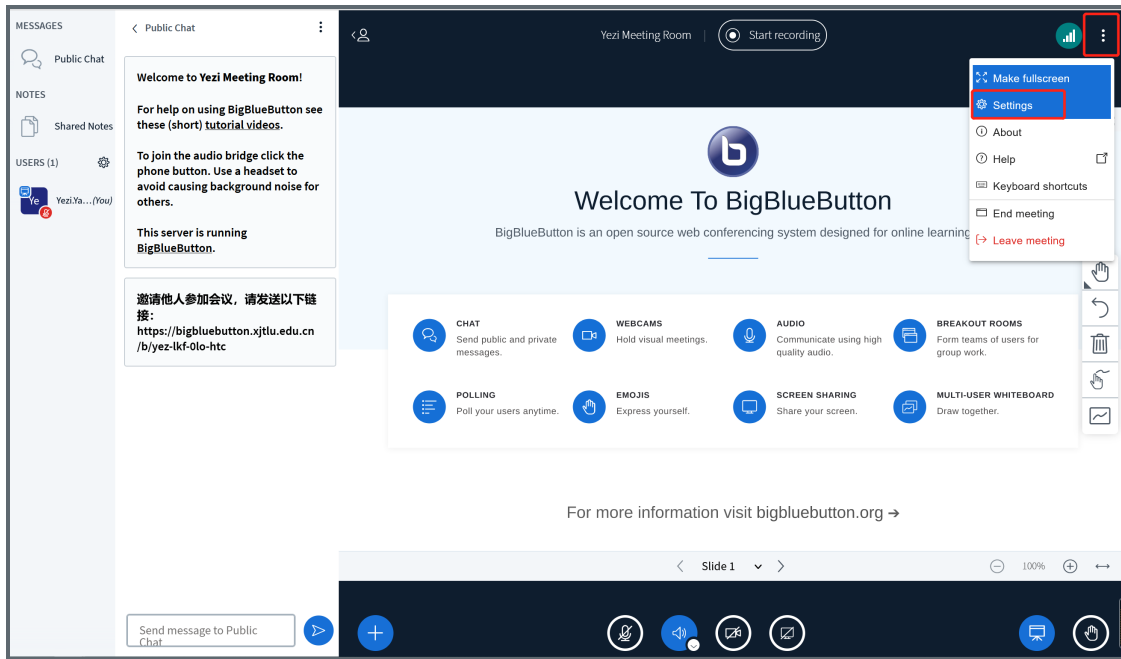 MESSAGES
Public Chat
NOTES
Shared Notes
USERS (1)
Ye
Yezi.Ya...(You)
Public Chat
Welcome to Yezi Meeting Room!
For help on using BigBlueButton see
these (short) tutorial videos.
To join the audio bridge click the
phone button. Use a headset to
avoid causing background noise for
others.
This server is running
BigBlueButton.
邀请他人参加会议，请发送以下链
接：
https://bigbluebutton.xjtlu.edu.cn
/b/yez-lkf-0lo-htc
Send message to Public
Chat
Yezi Meeting Room
Start recording
Make fullscreen
Settings
About
Help
Keyboard shortcuts
End meeting
Leave meeting
b
Welcome To BigBlueButton
BigBlueButton is an open source web conferencing system designed for online learning
CHAT
Send public and private
messages.
WEBCAMS
Hold visual meetings.
AUDIO
Communicate using high
quality audio.
BREAKOUT ROOMS
Form teams of users for
group work.
POLLING
Poll your users anytime.
EMOJIS
Express yourself.
SCREEN SHARING
Share your screen.
MULTI-USER WHITEBOARD
Draw together.
For more information visit bigbluebutton.org →
Slide 1
100%